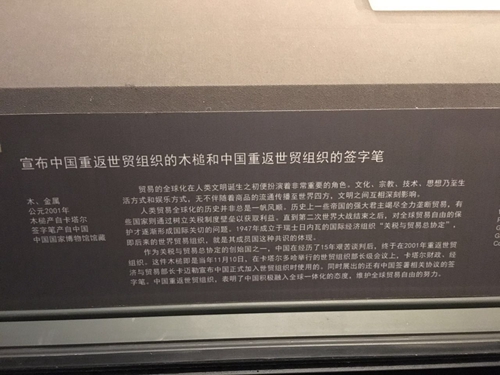 宣布中国重返世贸组织的木槌和中国重返世贸组织的签字笔
木、金属
公元2001年
木槌产自卡塔尔
签字笔产自中国
中国国家博物馆馆藏
贸易的全球化在人类文明诞生之初便扮演着非常重要的角色。文化、宗教、技术、思想乃至生
活方式和娱乐方式，无不伴随着商品的流通传播至世界四方，文明之间相互深刻影响。
人类贸易全球化的历史并非总是一帆风顺。历史上一些帝国的强大君主竭尽全力垄断贸易，有
些国家则通过树立关税制度壁垒以获取利益。直到第二次世界大战结束之后，对全球贸易自由的保
护才逐渐形成国际关切的问题，1947年成立于瑞士日内瓦的国际经济组织“关税与贸易总协定”，
即后来的世界贸易组织，就是其成员国这种共识的体现。
作为关税与贸易总协定的创始国之一，中国在经历了15年艰苦谈判后，终于在2001年重返世贸
组织。这件木槌即是当年11月10日，在卡塔尔多哈举行的世贸组织部长级会议上，卡塔尔财政、经
济与贸易部长卡迈勒宣布中国正式加入世贸组织时使用的。同时展出的还有中国签署相关协议的签
字笔。中国重返世贸组织，表明了中国积极融入全球一体化的态度，维护全球贸易自由的努力。